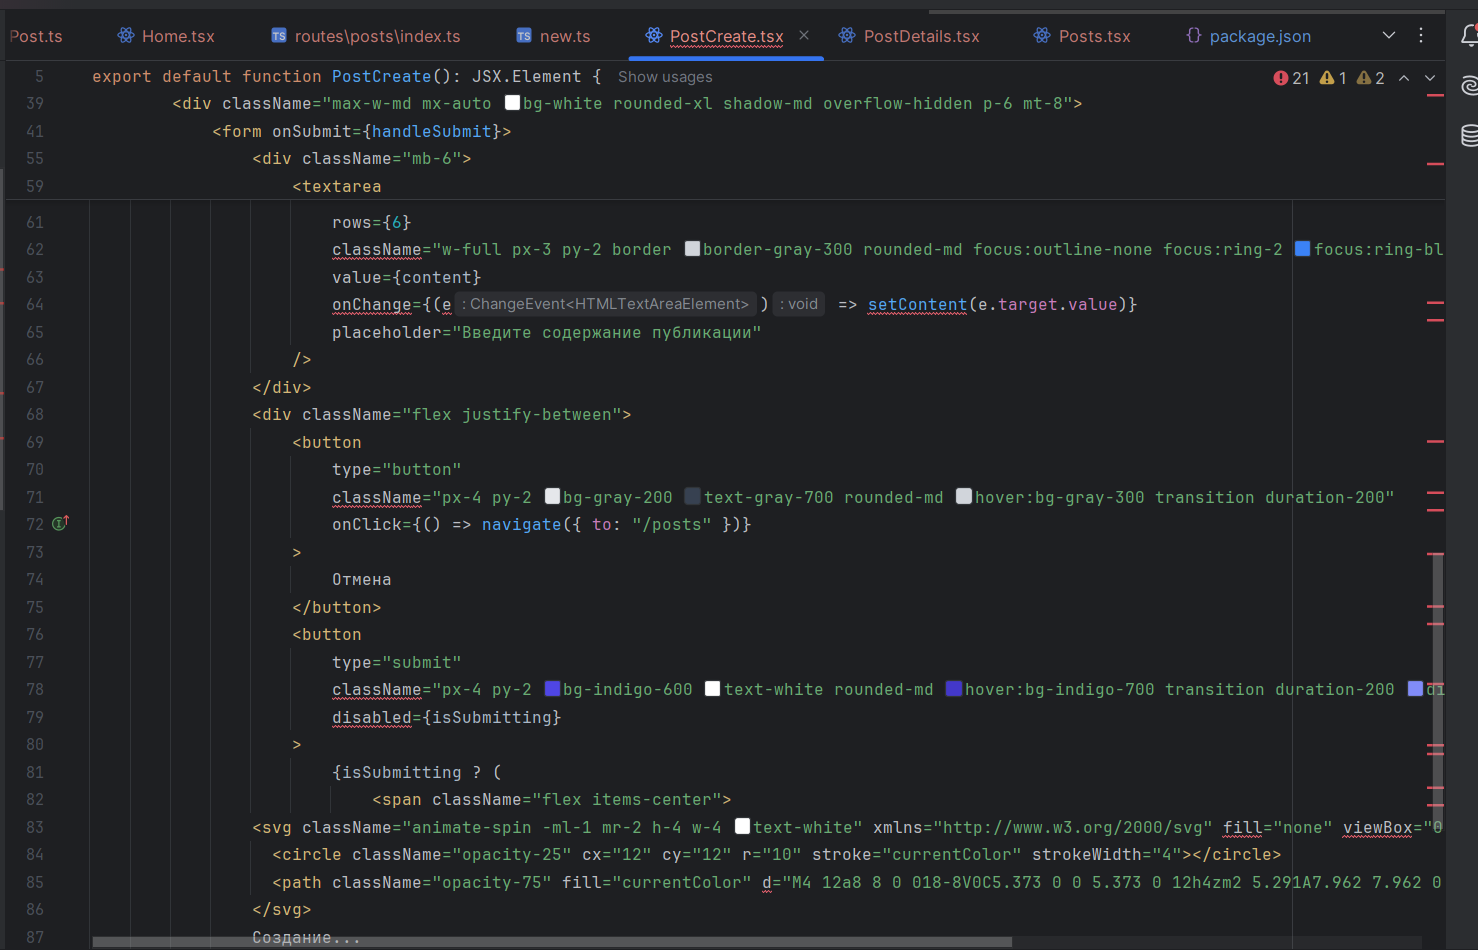 Post.ts Home.tsx routes\posts\index.ts new.ts PostCreate.tsx PostDetails.tsx Posts.tsx package.json
5 export default function PostCreate(): JSX.Element { Show usages 21 1 2
39 <div className="max-w-md mx-auto bg-white rounded-xl shadow-md overflow-hidden p-6 mt-8">
41 <form onSubmit={handleSubmit}>
55 <div className="mb-6">
59 <textarea
61 rows={6}
62 className="w-full px-3 py-2 border border-gray-300 rounded-md focus:outline-none focus:ring-2 focus:ring-bl
63 value={content}
64 onChange={(e : ChangeEvent<HTMLTextAreaElement> ) : void => setContent(e.target.value)}
65 placeholder="Введите содержание публикации"
66 />
67 </div>
68 <div className="flex justify-between">
69 <button
70 type="button"
71 className="px-4 py-2 bg-gray-200 text-gray-700 rounded-md hover:bg-gray-300 transition duration-200"
72 onClick={() => navigate({ to: "/posts" })}
73 >
74 Отмена
75 </button>
76 <button
77 type="submit"
78 className="px-4 py-2 bg-indigo-600 text-white rounded-md hover:bg-indigo-700 transition duration-200 di
79 disabled={isSubmitting}
80 >
81 {isSubmitting ? (
82 <span className="flex items-center">
83 <svg className="animate-spin -ml-1 mr-2 h-4 w-4 text-white" xmlns="http://www.w3.org/2000/svg" fill="none" viewBox="0
84 <circle className="opacity-25" cx="12" cy="12" r="10" stroke="currentColor" strokeWidth="4"></circle>
85 <path className="opacity-75" fill="currentColor" d="M4 12a8 8 0 018-8V0C5.373 0 0 5.373 0 12h4zm2 5.291A7.962 7.962 0
86 </svg>
87 Создание...